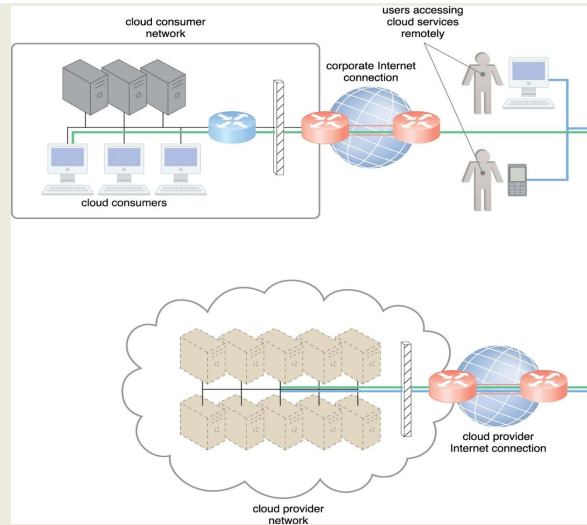 cloud consumer
network
users accessing
cloud services
remotely
corporate Internet
connection
cloud consumers
cloud provider
Internet connection
cloud provider
network